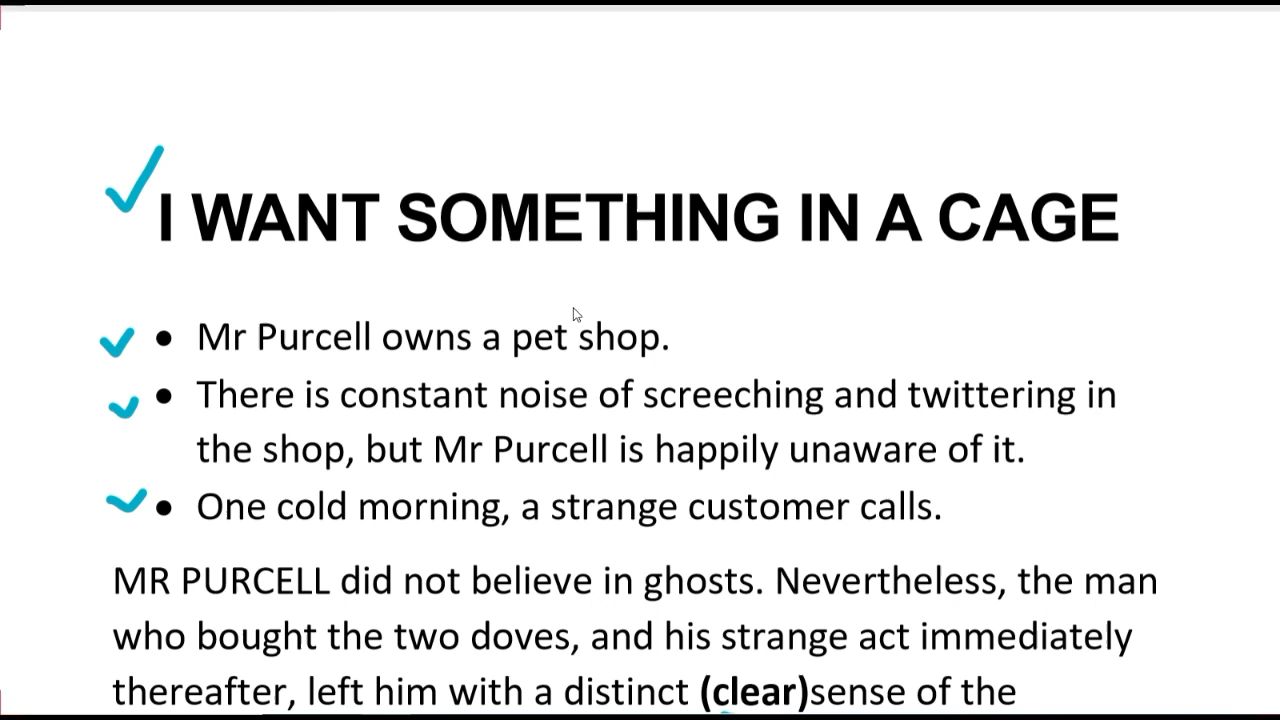 I WANT SOMETHING IN A CAGE
• Mr Purcell owns a pet shop.
• There is constant noise of screeching and twittering in
the shop, but Mr Purcell is happily unaware of it.
• One cold morning, a strange customer calls.
MR PURCELL did not believe in ghosts. Nevertheless, the man
who bought the two doves, and his strange act immediately
thereafter, left him with a distinct (clear)sense of the